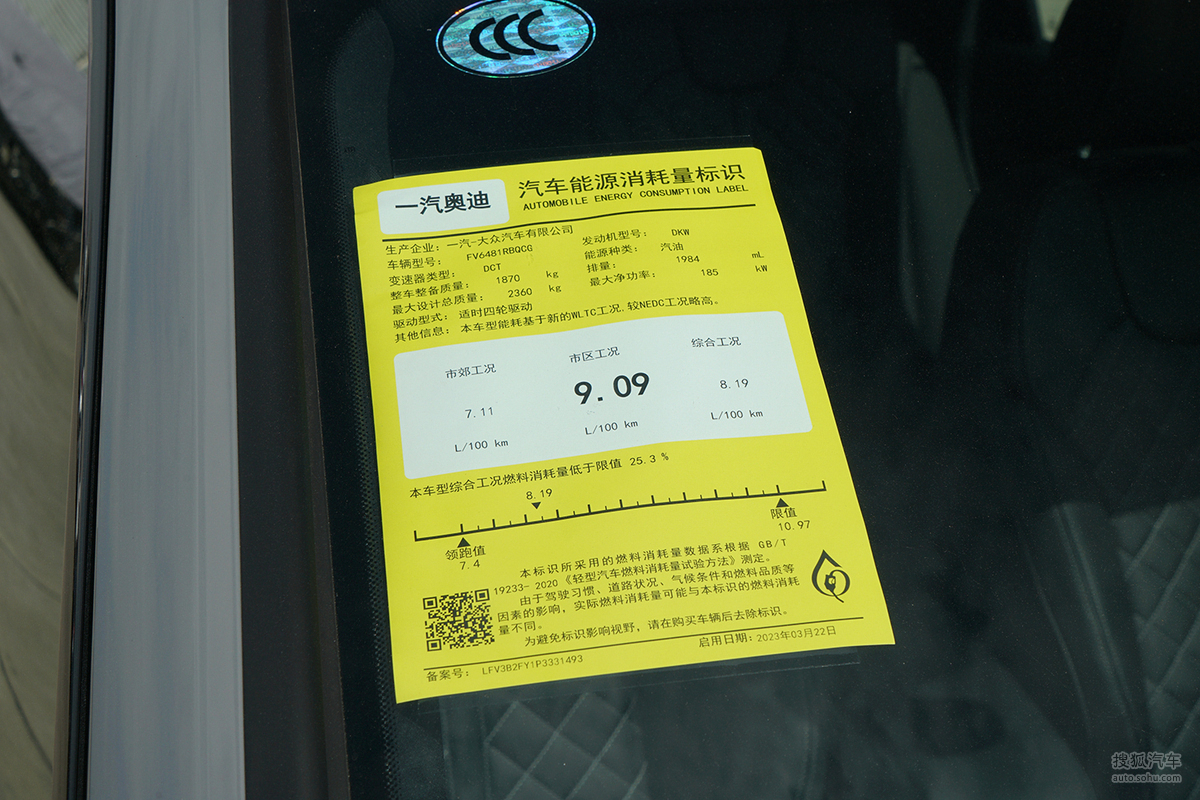 CCC
一汽奥迪
汽车能源消耗量标识
AUTOMOBILE ENERGY CONSUMPTION LABEL
生产企业: 一汽-大众汽车有限公司
发动机型号: DKW
车辆型号: FV6481RBQCG
能源种类: 汽油
变速器类型: DCT
排量: 1984 mL
整车整备质量: 1870 kg
最大净功率: 185 kW
最大设计总质量: 2360 kg
驱动型式: 适时四轮驱动
其他信息: 本车型能耗基于新的WLTC工况,较NEDC工况略高。
市郊工况 市区工况 综合工况
7.11 9.09 8.19
L/100 km L/100 km L/100 km
本车型综合工况燃料消耗量低于限值 25.3 %
8.19
领跑值 限值
7.4 10.97
本标识所采用的燃料消耗量数据系根据 GB/T
19233- 2020《轻型汽车燃料消耗量试验方法》测定。
由于驾驶习惯、道路状况、气候条件和燃料品质等
因素的影响, 实际燃料消耗量可能与本标识的燃料消耗
量不同。
为避免标识影响视野, 请在购买车辆后去除标识。
备案号: LFV3B2FY1P3331493
启用日期: 2023年03月22日
搜狐汽车
auto.sohu.com